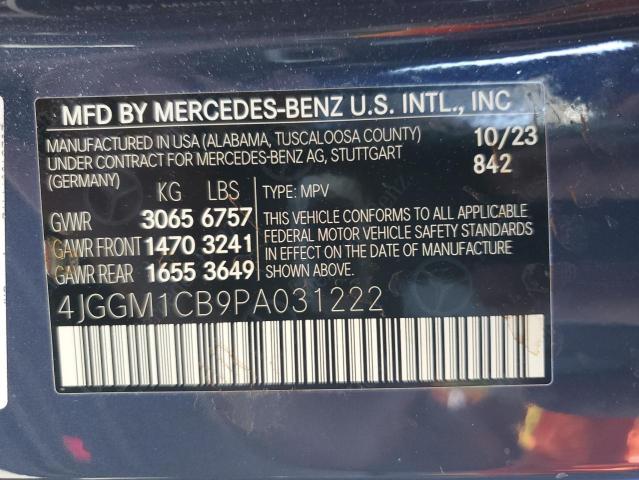 MFD BY MERCEDES-BENZ U.S. INTL., INC
MANUFACTURED IN USA (ALABAMA, TUSCALOOSA COUNTY) 10/23
UNDER CONTRACT FOR MERCEDES-BENZ AG, STUTTGART 842
(GERMANY) KG LBS TYPE: MPV
GVWR 3065 6757 THIS VEHICLE CONFORMS TO ALL APPLICABLE
GAWR FRONT 1470 3241 FEDERAL MOTOR VEHICLE SAFETY STANDARDS
GAWR REAR 1655 3649 IN EFFECT ON THE DATE OF MANUFACTURE
SHOWN ABOVE.
4JGGM1CB9PA031222